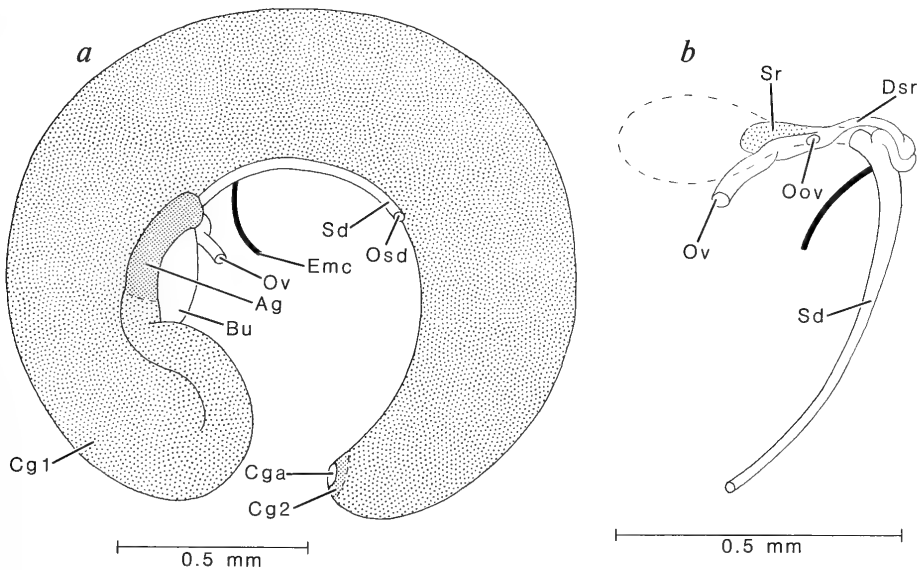 a
b
Sr
Dsr
Oov
Ov
Sd
Osd
Emc
Ov
Ag
Bu
Sd
Cg1
Cga
Cg2
0.5 mm
0.5 mm